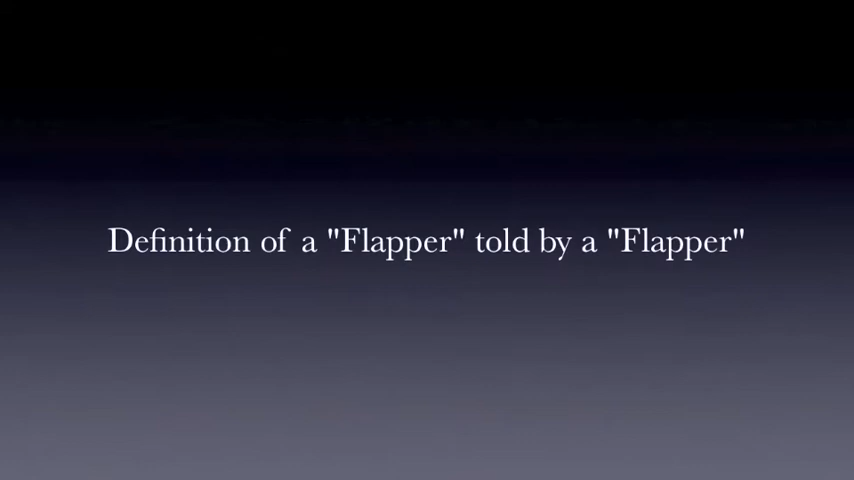 Definition of a "Flapper" told by a "Flapper"